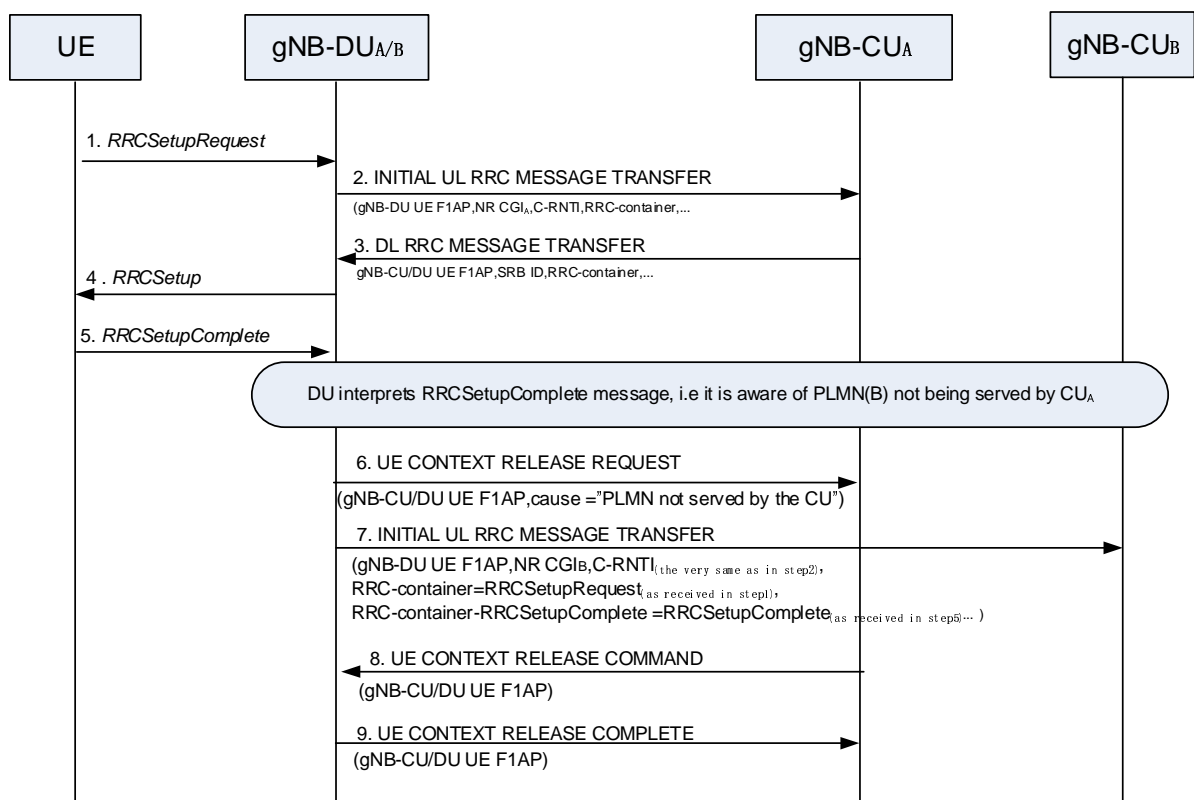 UE
gNB-DUA/B
gNB-CUA
gNB-CUB
1. RRCSetupRequest
2. INITIAL UL RRC MESSAGE TRANSFER
(gNB-DU UE F1AP,NR CGIA,C-RNTI,RRC-container,...
3. DL RRC MESSAGE TRANSFER
gNB-CU/DU UE F1AP,SRB ID,RRC-container,...
4 . RRCSetup
5. RRCSetupComplete
DU interprets RRCSetupComplete message, i.e it is aware of PLMN(B) not being served by CUA
6. UE CONTEXT RELEASE REQUEST
(gNB-CU/DU UE F1AP,cause ="PLMN not served by the CU")
7. INITIAL UL RRC MESSAGE TRANSFER
(gNB-DU UE F1AP,NR CGIB,C-RNTI(the very same as in step2),
RRC-container=RRCSetupRequest(as received in step1),
RRC-container-RRCSetupComplete =RRCSetupComplete(as received in step5)... )
8. UE CONTEXT RELEASE COMMAND
(gNB-CU/DU UE F1AP)
9. UE CONTEXT RELEASE COMPLETE
(gNB-CU/DU UE F1AP)